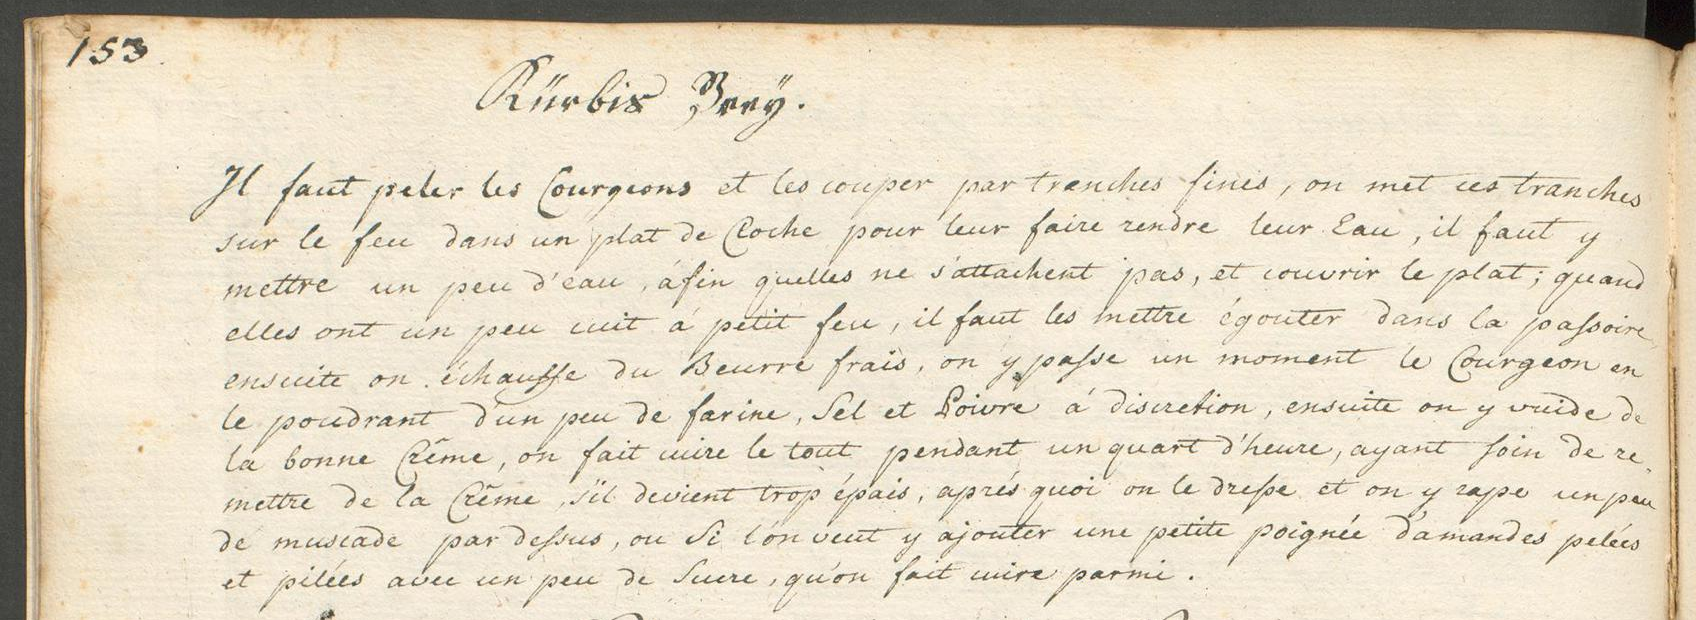 153.
Kürbis Breÿ.
Il faut peler les Courgeons et les couper par tranches fines, on met ces tranches
sur le feu dans un plat de Cloche pour leur faire rendre leur Eau, il faut y
mettre un peu d'eau, áfin quelles ne s'attachent pas, et couvrir le plat; quand
elles ont un peu cuit á petit feu, il faut les mettre égouter dans la passoire,
ensuite on échauffe du Beurre frais, on y passe un moment le Courgeon en
le poudrant d'un peu de farine, Sel et Poivre á discretion, ensuite on y vuide de
la bonne Crême, on fait cuire le tout pendant un quart d'heure, ayant soin de re-
mettre de la Crême, s'il devient trop épais, aprés quoi on le dresse et on y rape un peu
de muscade par dessus, ou Si l'on veut y ajouter une petite poignée d'amandes pelées
et pilées avec un peu de Sucre, qu'on fait cuire parmi.